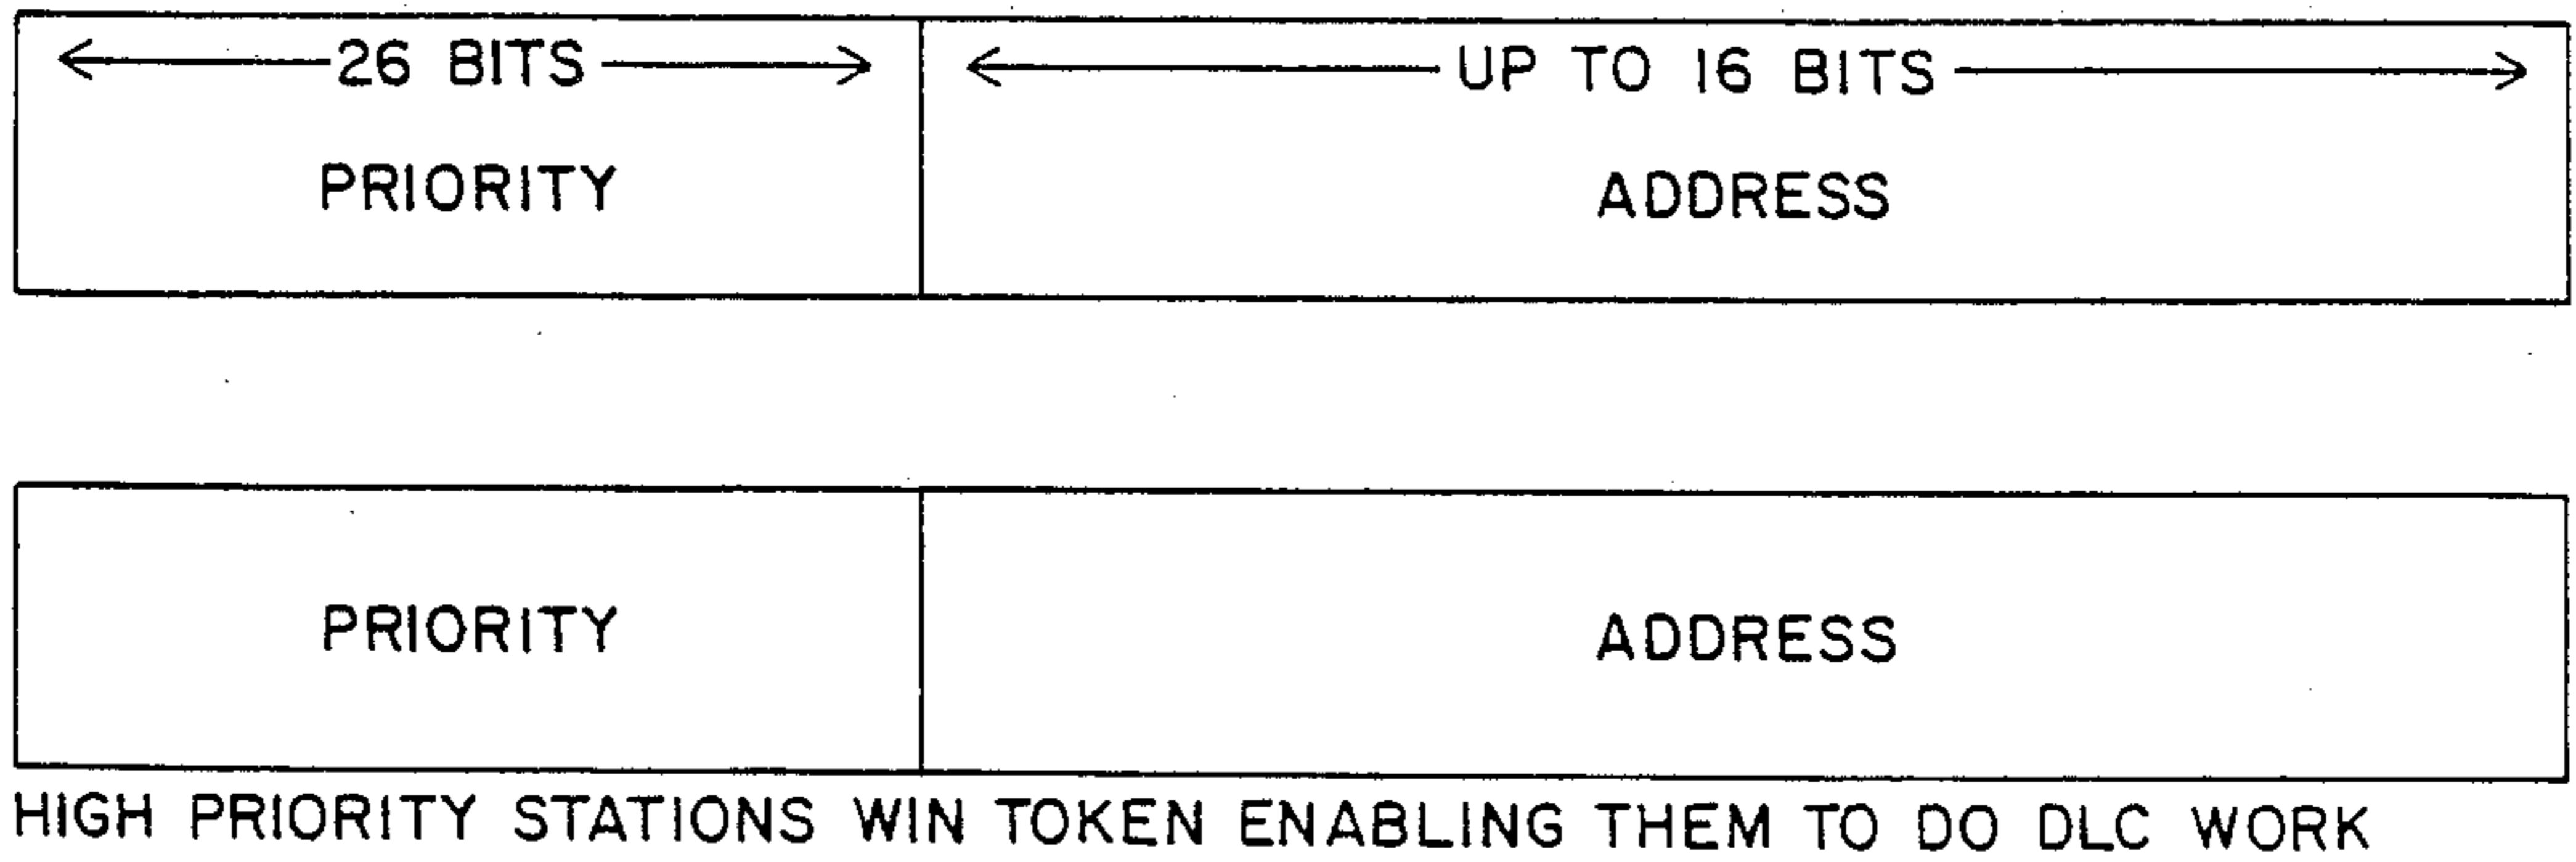 26 BITS UP TO 16 BITS
PRIORITY ADDRESS
PRIORITY ADDRESS
HIGH PRIORITY STATIONS WIN TOKEN ENABLING THEM TO DO DLC WORK